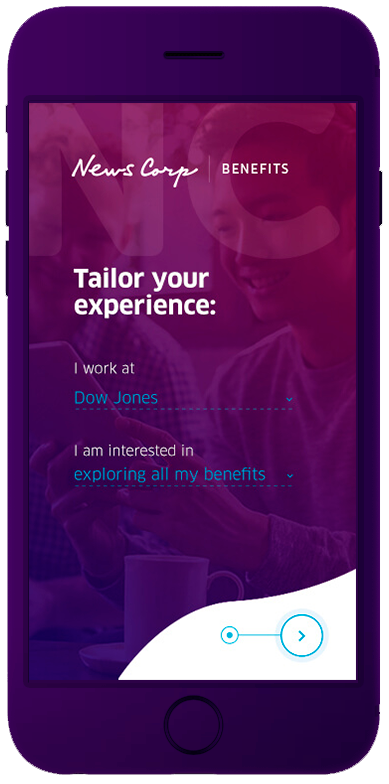 NC
News Corp | BENEFITS
Tailor your
experience:
I work at
Dow Jones
I am interested in
exploring all my benefits